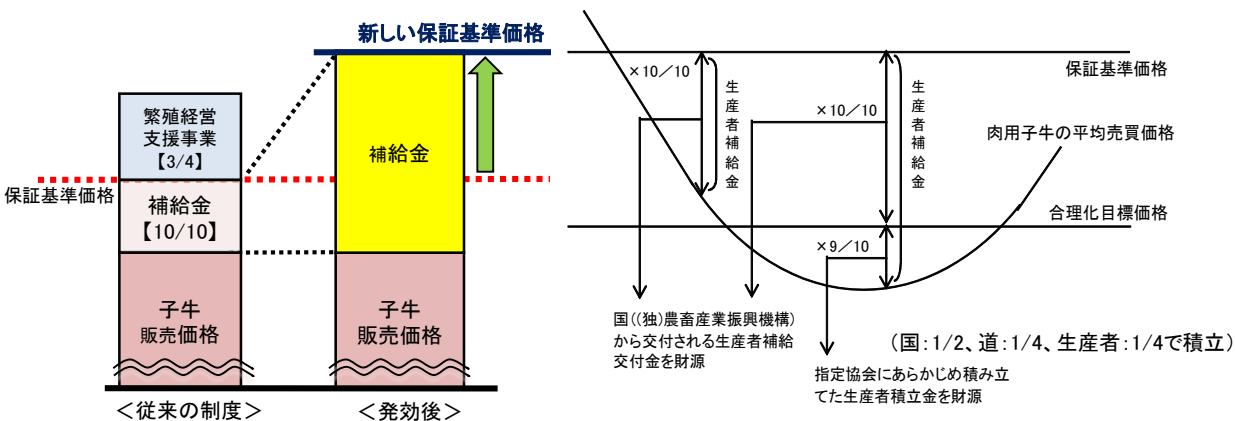 新しい保証基準価格
繁殖経営
支援事業
【3/4】
保証基準価格
補給金
【10/10】
子牛
販売価格
補給金
子牛
販売価格
＜従来の制度＞
＜発効後＞
×10／10
生産者補給金
×10／10
生産者補給金
保証基準価格
肉用子牛の平均売買価格
合理化目標価格
×9／10
国((独)農畜産業振興機構)
から交付される生産者補給
交付金を財源
（国：1/2、道：1/4、生産者：1/4で積立）
指定協会にあらかじめ積み立
てた生産者積立金を財源